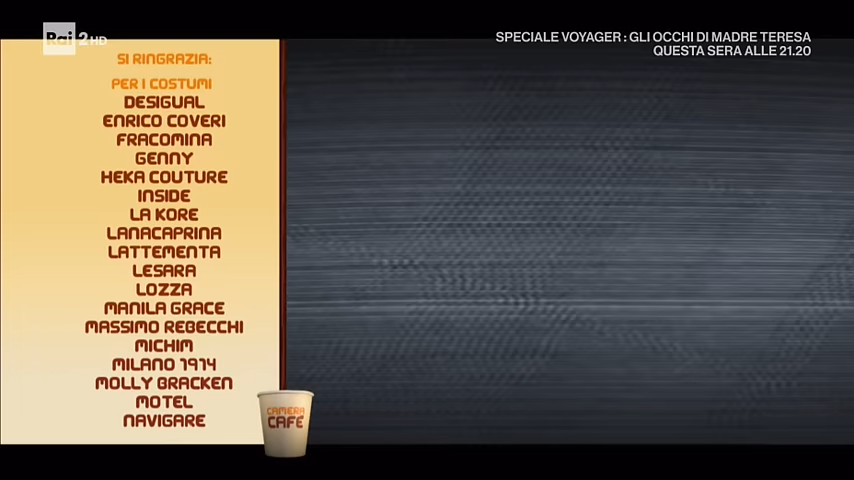 Rai 2 HD
SPECIALE VOYAGER : GLI OCCHI DI MADRE TERESA
QUESTA SERA ALLE 21.20
SI RINGRAZIA:
PER I COSTUMI
DESIGUAL
ENRICO COVERI
FRACOMINA
GENNY
HEKA COUTURE
INSIDE
LA KORE
LANACAPRINA
LATTEMENTA
LESARA
LOZZA
MANILA GRACE
MASSIMO REBECCHI
MICHIM
MILANO 1914
MOLLY BRACKEN
MOTEL
NAVIGARE
CAMERA
CAFÈ